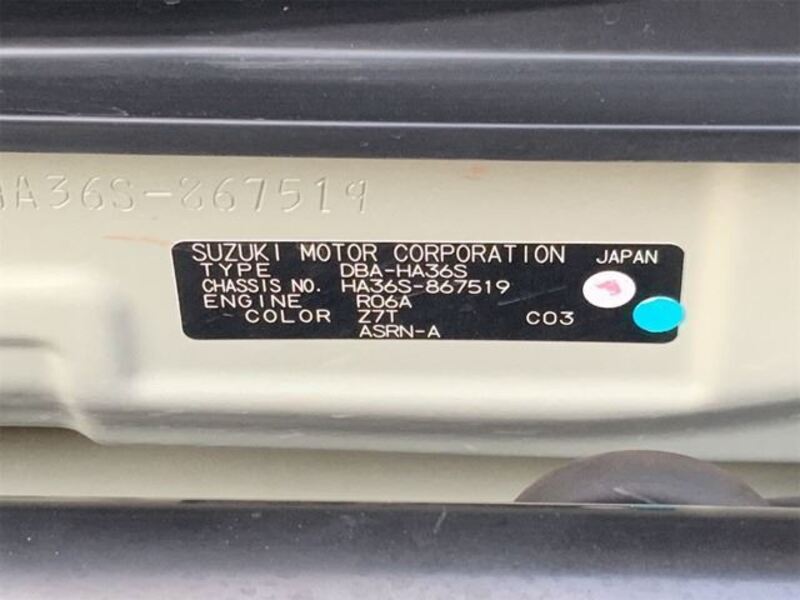 HA36S-867519
SUZUKI MOTOR CORPORATION JAPAN
TYPE DBA-HA36S
CHASSIS NO. HA36S-867519
ENGINE R06A
COLOR Z7T C03
ASRN-A